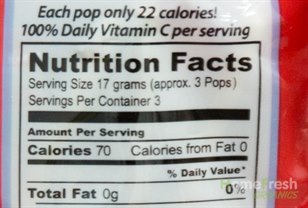 Each pop only 22 calories!
100% Daily Vitamin C per serving
Nutrition Facts
Serving Size 17 grams (approx. 3 Pops)
Servings Per Container 3
Amount Per Serving
Calories 70 Calories from Fat 0
% Daily Value*
Total Fat 0g 0%
homefresh
ORGANICS